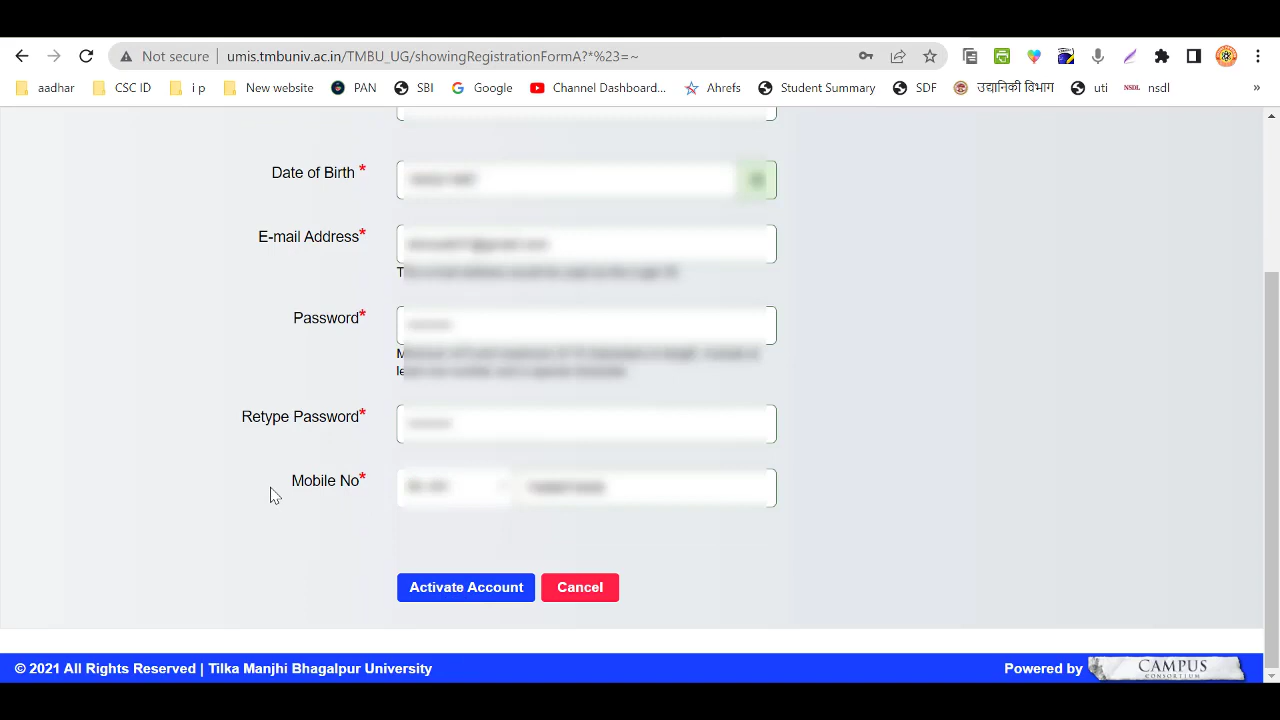 Not secure umis.tmbuniv.ac.in/TMBU_UG/showingRegistrationFormA?*%23=~
aadhar CSC ID i p New website PAN SBI Google Channel Dashboard... Ahrefs Student Summary SDF उद्यानिकी विभाग uti NSDL nsdl »
Date of Birth *
E-mail Address*
Password*
Retype Password*
Mobile No*
Activate Account Cancel
© 2021 All Rights Reserved | Tilka Manjhi Bhagalpur University Powered by CAMPUS
CONSORTIUM